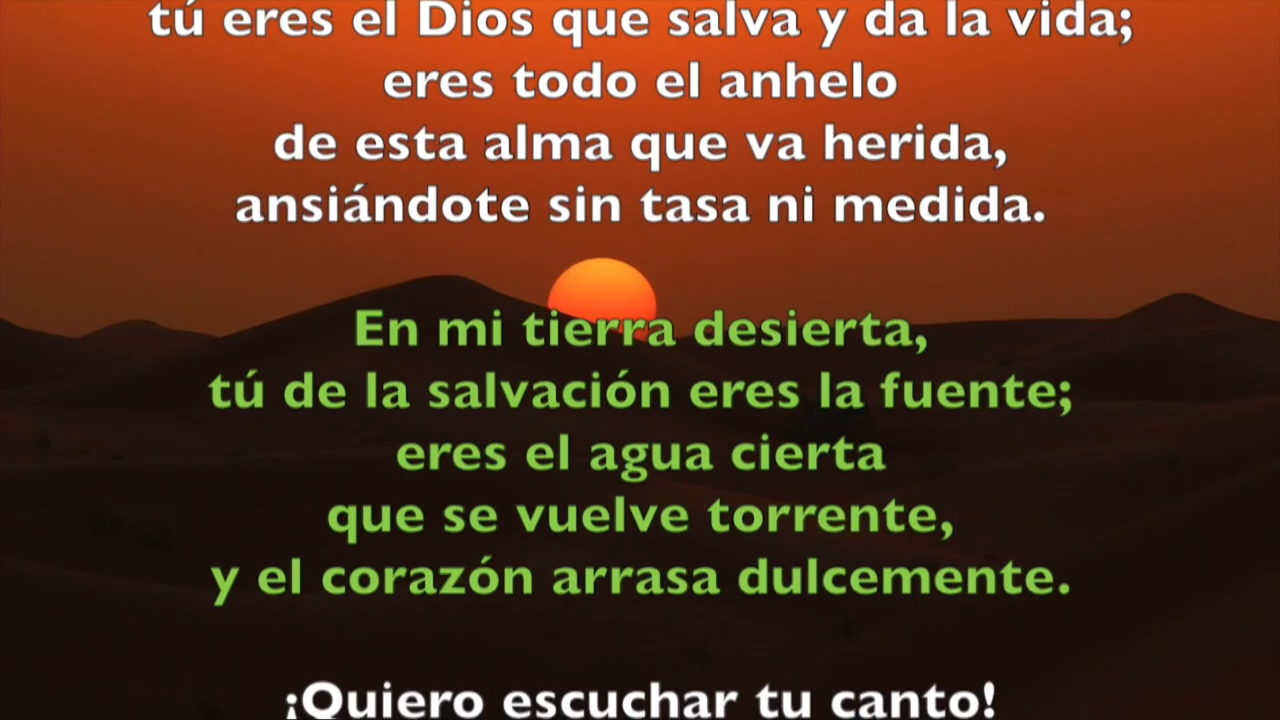 tú eres el Dios que salva y da la vida;
eres todo el anhelo
de esta alma que va herida,
ansiándote sin tasa ni medida.
En mi tierra desierta,
tú de la salvación eres la fuente;
eres el agua cierta
que se vuelve torrente,
y el corazón arrasa dulcemente.
¡Quiero escuchar tu canto!